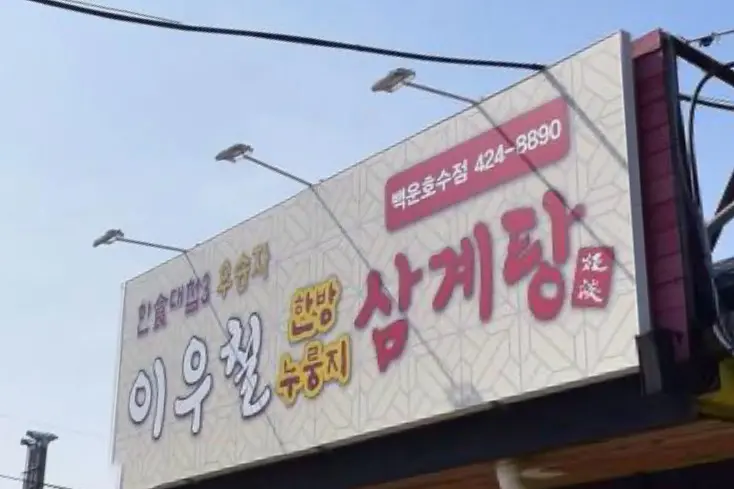 백운호수점 424-8890
한食대첩3 우승자
이우철 한방 누룽지 삼계탕